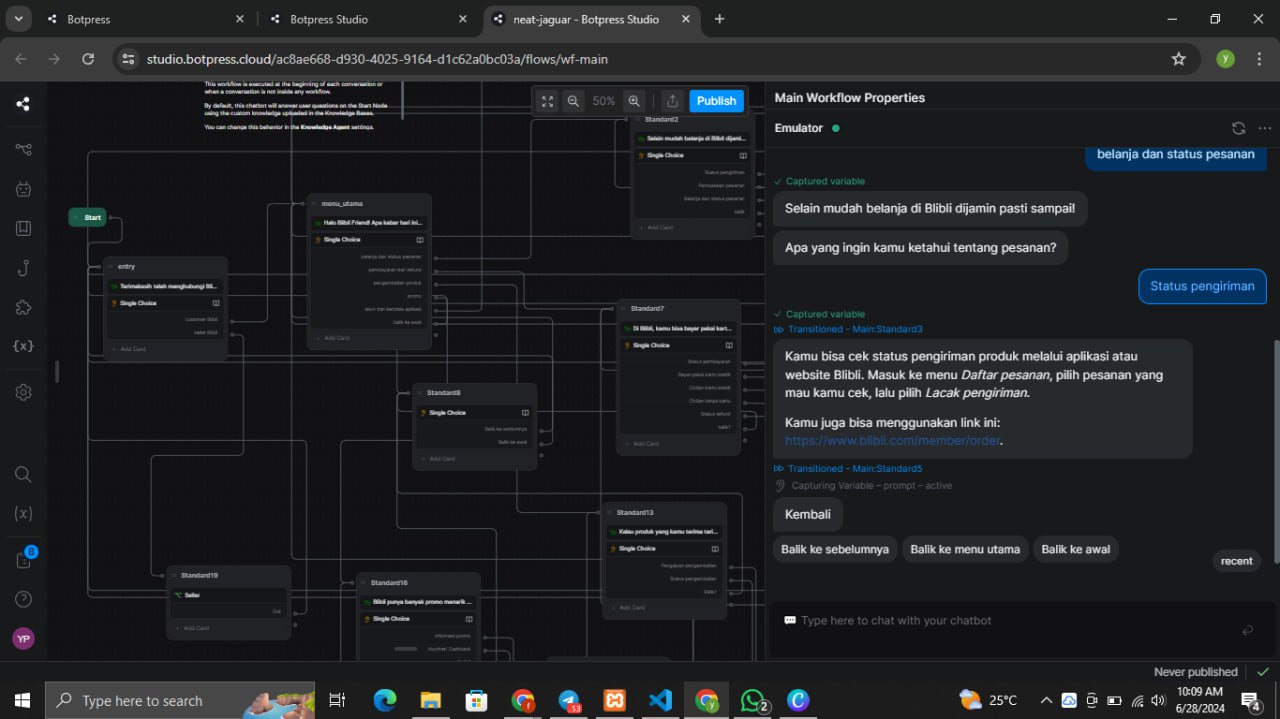 Botpress
Botpress Studio
neat-jaguar - Botpress Studio
studio.botpress.cloud/ac8ae668-d930-4025-9164-d1c62a0bc03a/flows/wf-main
y
This workflow is executed at the beginning of each conversation or
when a conversation is not inside any workflow.
By default, this chatbot will answer user questions on the Start Node
using the custom knowledge uploaded in the Knowledge Bases.
You can change this behavior in the Knowledge Agent settings.
50%
Publish
Start
entry
Terimakasih telah menghubungi Bli...
Single Choice
customer Blibli
seller Blibli
Add Card
menu_utama
Halo Blibli Friend! Apa kabar hari ini...
Single Choice
belanja dan status pesanan
pembayaran dan refund
pengembalian produk
promo
akun dan kendala aplikasi
balik ke awal
Add Card
Standard2
Selain mudah belanja di Blibli dijami...
Single Choice
Status pengiriman
Pembatalan pesanan
Belanja dan status pesanan
balik
Add Card
Standard7
Di Blibli, kamu bisa bayar pakai kart...
Single Choice
Status pembayaran
Bayar pakai kartu kredit
Cicilan kartu kredit
Cicilan tanpa kartu
Status refund
balik?
Add Card
Standard8
Single Choice
Balik ke sebelumnya
Balik ke awal
Add Card
Standard13
Kalau produk yang kamu terima tari...
Single Choice
Pengajuan pengembalian
Status pengembalian
Balik?
Add Card
Standard19
Seller
Add Card
Standard16
Blibli punya banyak promo menarik ...
Single Choice
Informasi promo
Voucher/ Cashback
Main Workflow Properties
Emulator
belanja dan status pesanan
Captured variable
Selain mudah belanja di Blibli dijamin pasti sampai!
Apa yang ingin kamu ketahui tentang pesanan?
Status pengiriman
Captured variable
Transitioned - Main:Standard3
Kamu bisa cek status pengiriman produk melalui aplikasi atau
website Blibli. Masuk ke menu Daftar pesanan, pilih pesanan yang
mau kamu cek, lalu pilih Lacak pengiriman.
Kamu juga bisa menggunakan link ini:
https://www.blibli.com/member/order.
Transitioned - Main:Standard5
Capturing Variable – prompt – active
Kembali
Balik ke sebelumnya
Balik ke menu utama
Balik ke awal
recent
Type here to chat with your chatbot
8
YP
Never published
Type here to search
53
2
25°C
8:09 AM
6/28/2024
4